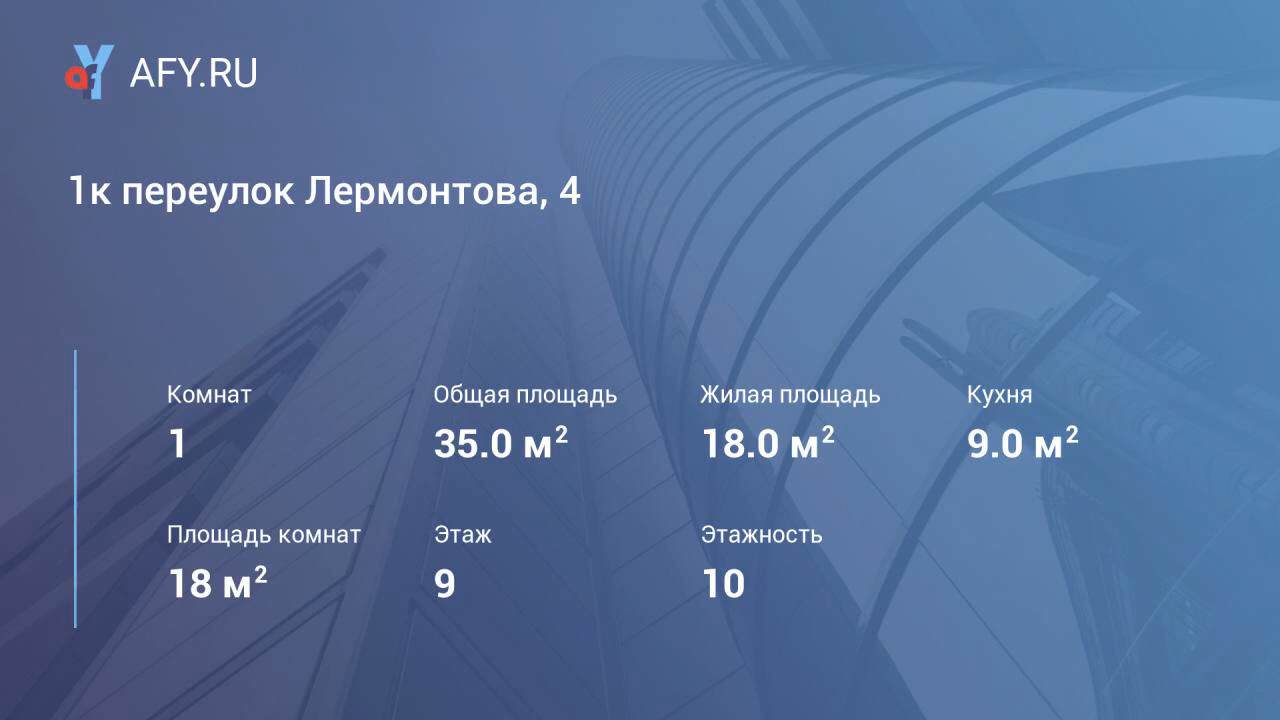 AFY.RU
1к переулок Лермонтова, 4
Комнат
1
Общая площадь
35.0 м²
Жилая площадь
18.0 м²
Кухня
9.0 м²
Площадь комнат
18 м²
Этаж
9
Этажность
10